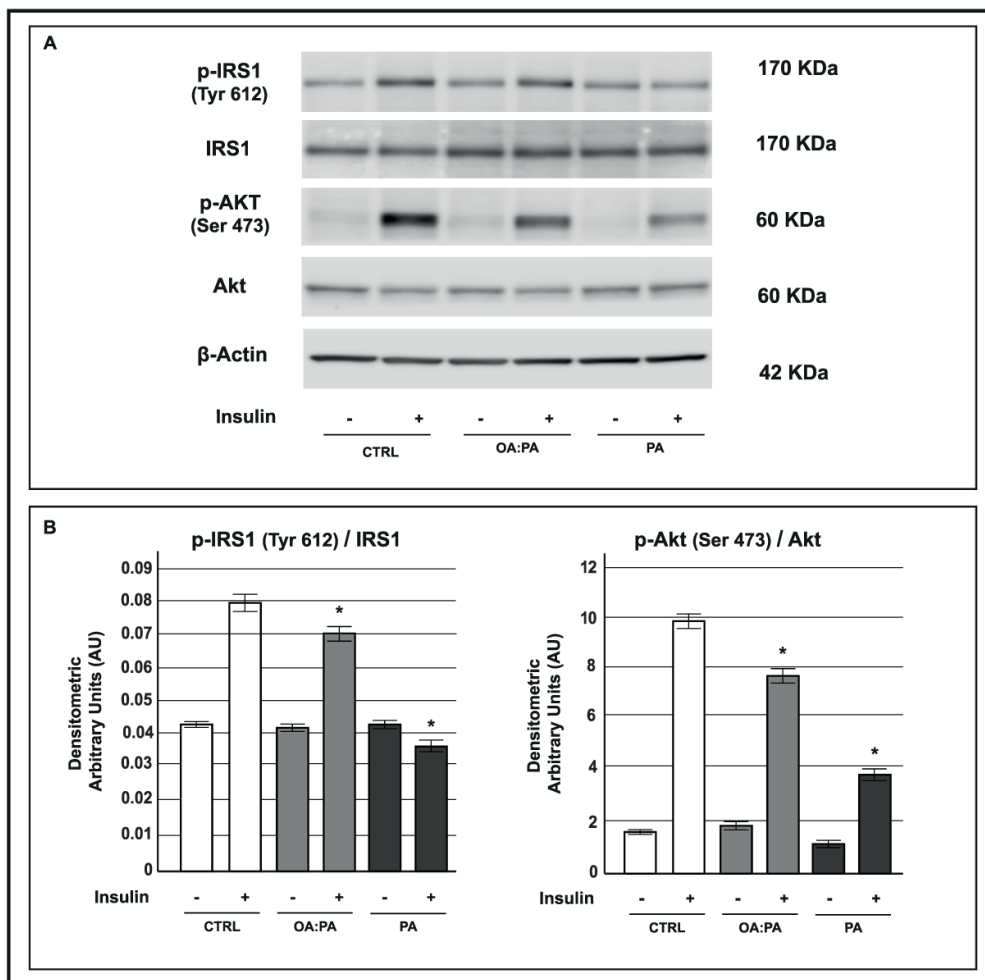 A
p-IRS1
(Tyr 612)
170 KDa
IRS1
170 KDa
p-AKT
(Ser 473)
60 KDa
Akt
60 KDa
β-Actin
42 KDa
Insulin - + - + - +
CTRL OA:PA PA
B
p-IRS1 (Tyr 612) / IRS1
Densitometric
Arbitrary Units (AU)
0.09
0.08
0.07
0.06
0.05
0.04
0.03
0.02
0.01
0
*
*
Insulin - + - + - +
CTRL OA:PA PA
p-Akt (Ser 473) / Akt
Densitometric
Arbitrary Units (AU)
12
10
8
6
4
2
0
*
*
Insulin - + - + - +
CTRL OA:PA PA